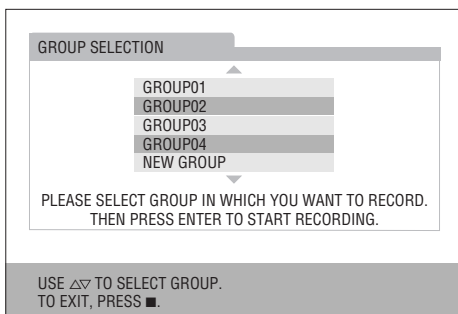 GROUP SELECTION
GROUP01
GROUP02
GROUP03
GROUP04
NEW GROUP
PLEASE SELECT GROUP IN WHICH YOU WANT TO RECORD.
THEN PRESS ENTER TO START RECORDING.
USE △▽ TO SELECT GROUP.
TO EXIT, PRESS ■.